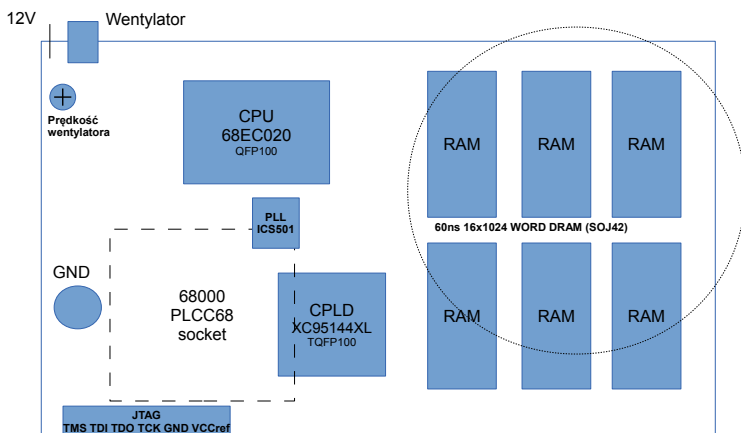 12V
Wentylator
Prędkość
wentylatora
CPU
68EC020
QFP100
RAM
RAM
RAM
PLL
ICS501
60ns 16x1024 WORD DRAM (SOJ42)
GND
68000
PLCC68
socket
CPLD
XC95144XL
TQFP100
RAM
RAM
RAM
JTAG
TMS TDI TDO TCK GND VCCref